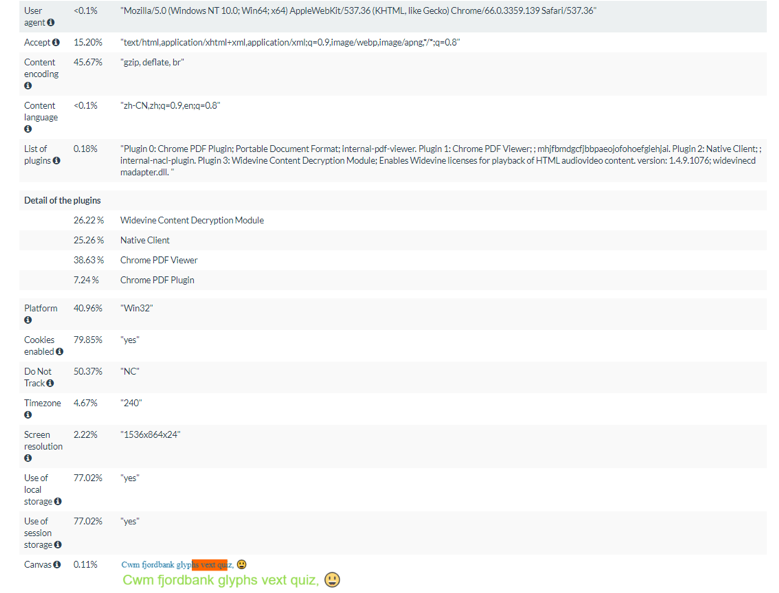 User <0.1% "Mozilla/5.0 (Windows NT 10.0; Win64; x64) AppleWebKit/537.36 (KHTML, like Gecko) Chrome/66.0.3359.139 Safari/537.36"
agent
Accept 15.20% "text/html,application/xhtml+xml,application/xml;q=0.9,image/webp,image/apng,*/*;q=0.8"
Content 45.67% "gzip, deflate, br"
encoding
Content <0.1% "zh-CN,zh;q=0.9,en;q=0.8"
language
List of 0.18% "Plugin 0: Chrome PDF Plugin; Portable Document Format; internal-pdf-viewer. Plugin 1: Chrome PDF Viewer; ; mhjfbmdgcfjbbpaeojofohoefgiehjai. Plugin 2: Native Client; ;
plugins internal-nacl-plugin. Plugin 3: Widevine Content Decryption Module; Enables Widevine licenses for playback of HTML audiovideo content. version: 1.4.9.1076; widevinecd
madapter.dll. "
Detail of the plugins
26.22 % Widevine Content Decryption Module
25.26 % Native Client
38.63 % Chrome PDF Viewer
7.24 % Chrome PDF Plugin
Platform 40.96% "Win32"
Cookies 79.85% "yes"
enabled
Do Not 50.37% "NC"
Track
Timezone 4.67% "240"
Screen 2.22% "1536x864x24"
resolution
Use of 77.02% "yes"
local
storage
Use of 77.02% "yes"
session
storage
Canvas 0.11% Cwm fjordbank glyphs vext quiz, 😃
Cwm fjordbank glyphs vext quiz, 😃